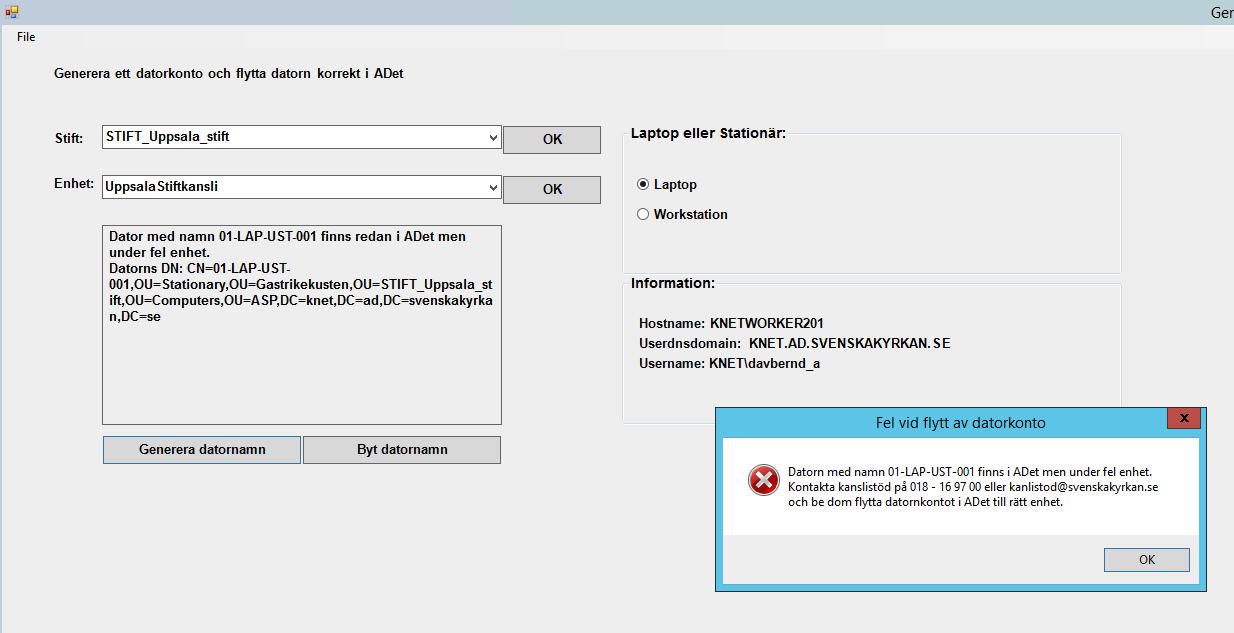 Ger
File
Generera ett datorkonto och flytta datorn korrekt i ADet
Stift:
STIFT_Uppsala_stift
OK
Enhet:
UppsalaStiftkansli
OK
Dator med namn 01-LAP-UST-001 finns redan i ADet men
under fel enhet.
Datorns DN: CN=01-LAP-UST-
001,OU=Stationary,OU=Gastrikekusten,OU=STIFT_Uppsala_st
ift,OU=Computers,OU=ASP,DC=knet,DC=ad,DC=svenskakyrka
n,DC=se
Generera datornamn
Byt datornamn
Laptop eller Stationär:
Laptop
Workstation
Information:
Hostname: KNETWORKER201
Userdnsdomain: KNET.AD.SVENSKAKYRKAN.SE
Username: KNET\davbernd_a
Fel vid flytt av datorkonto
x
Datorn med namn 01-LAP-UST-001 finns i ADet men under fel enhet.
Kontakta kanslistöd på 018 - 16 97 00 eller kanlistod@svenskakyrkan.se
och be dom flytta datornkontot i ADet till rätt enhet.
OK